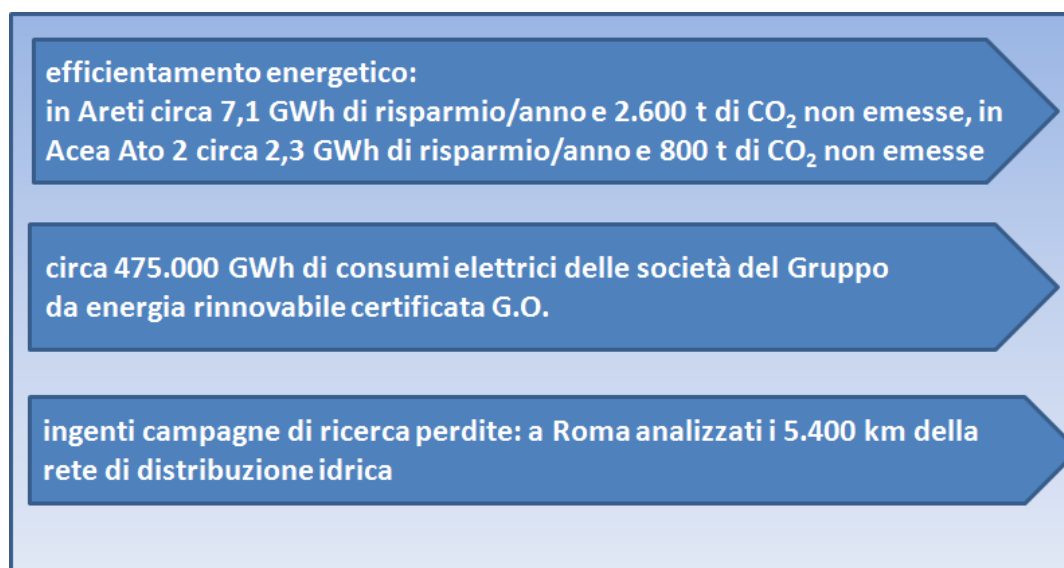 efficientamento energetico:
in Areti circa 7,1 GWh di risparmio/anno e 2.600 t di CO₂ non emesse, in
Acea Ato 2 circa 2,3 GWh di risparmio/anno e 800 t di CO₂ non emesse
circa 475.000 GWh di consumi elettrici delle società del Gruppo
da energia rinnovabile certificata G.O.
ingenti campagne di ricerca perdite: a Roma analizzati i 5.400 km della
rete di distribuzione idrica